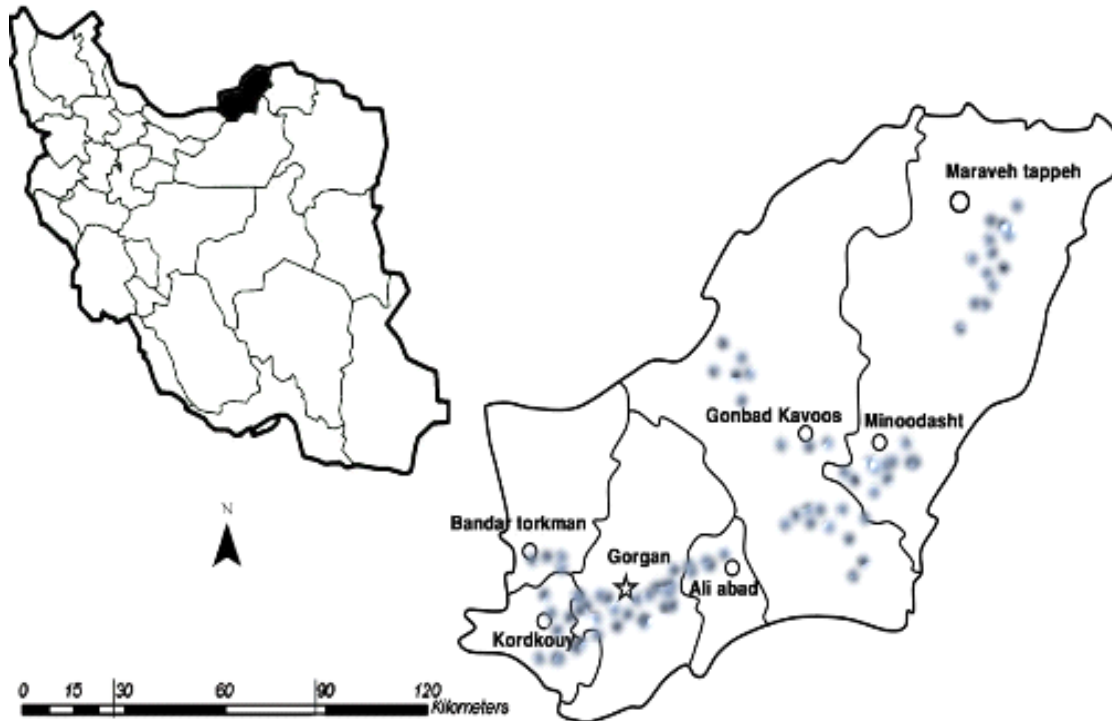 Maraveh tappeh
Gonbad Kavoos
Minoodasht
N
Bandar torkman
Gorgan
Ali abad
Kordkouy
0 15 30 60 90 120
Kilometers